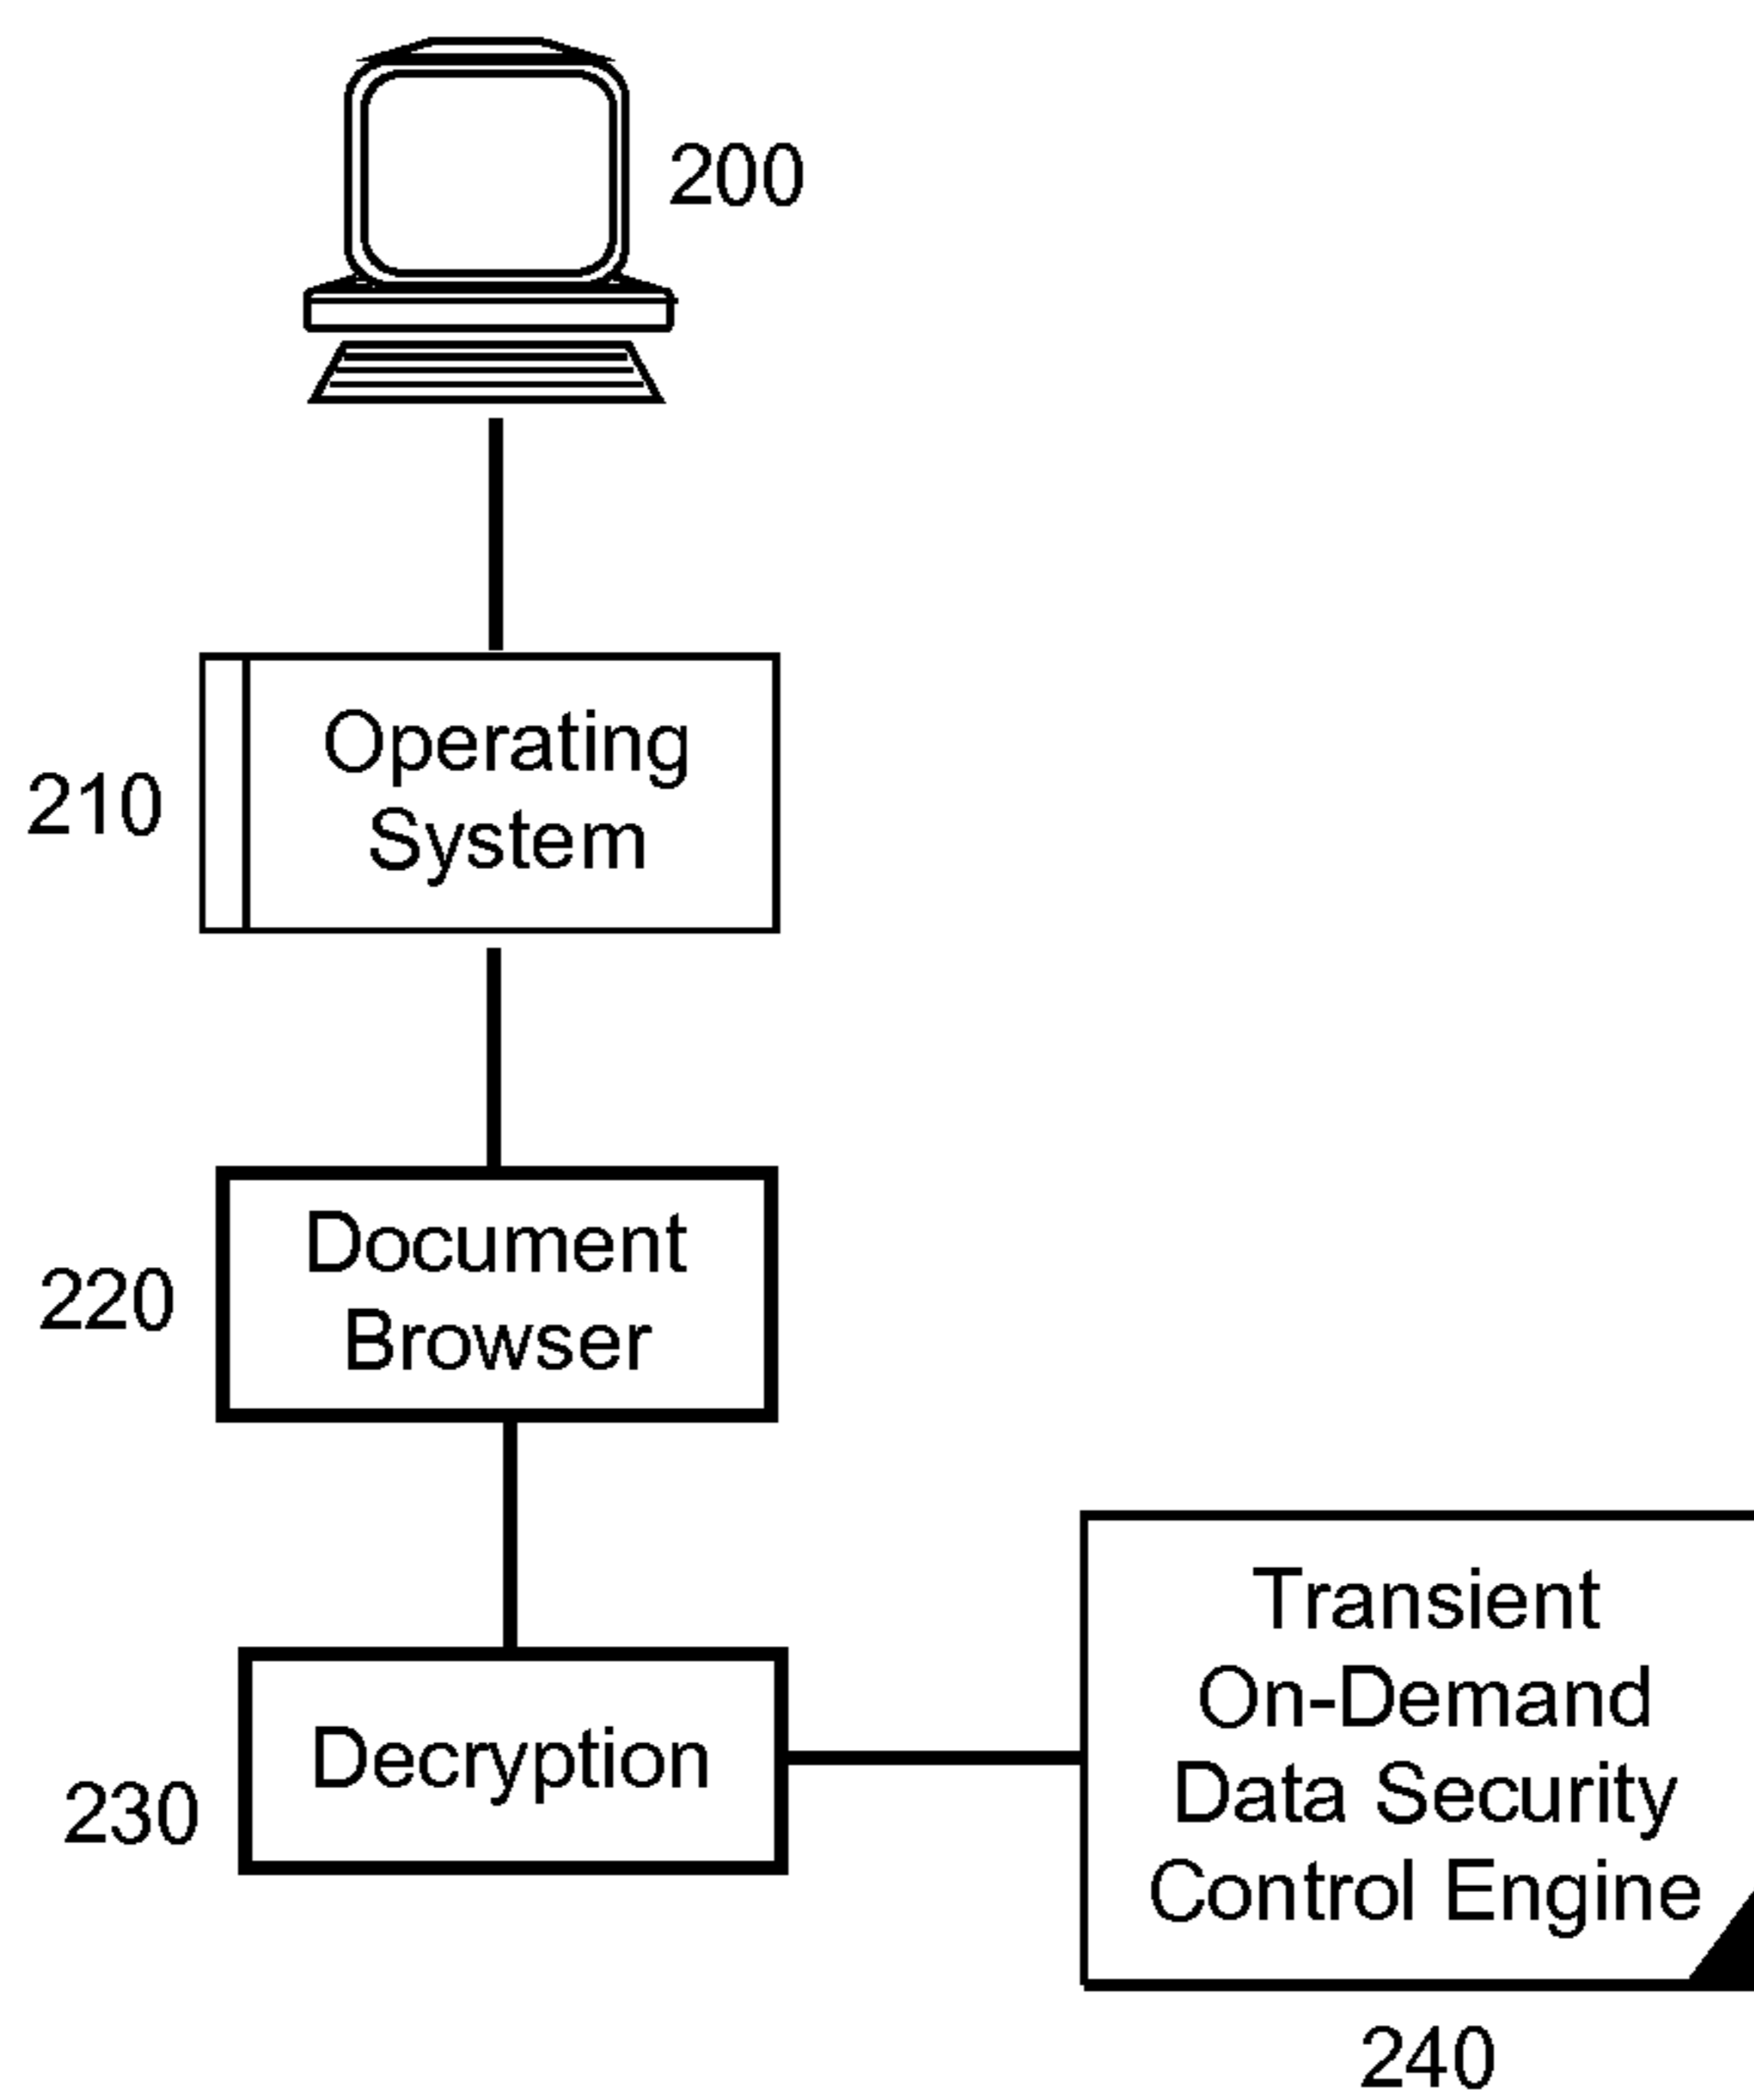 200
Operating
System
210
Document
Browser
220
Decryption
230
Transient
On-Demand
Data Security
Control Engine
240